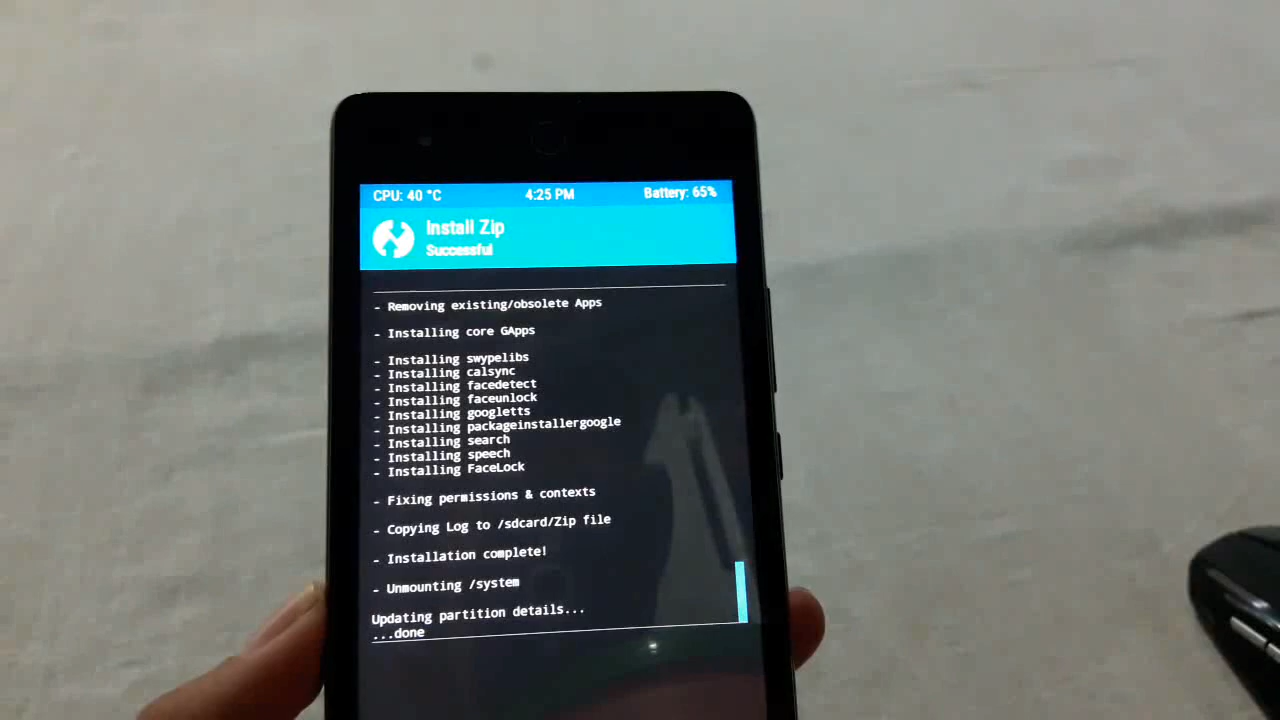 CPU: 40 °C 4:25 PM Battery: 65%
Install Zip
Successful
- Removing existing/obsolete Apps
- Installing core GApps
- Installing swypelibs
- Installing calsync
- Installing facedetect
- Installing faceunlock
- Installing googletts
- Installing packageinstallergoogle
- Installing search
- Installing speech
- Installing FaceLock
- Fixing permissions & contexts
- Copying Log to /sdcard/Zip file
- Installation complete!
- Unmounting /system
Updating partition details...
...done